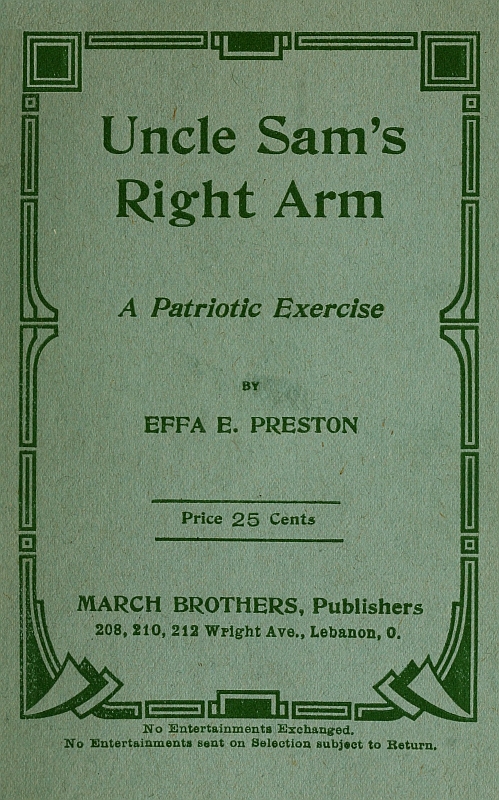 Uncle Sam's
Right Arm
A Patriotic Exercise
BY
EFFA E. PRESTON
Price 25 Cents
MARCH BROTHERS, Publishers
208, 210, 212 Wright Ave., Lebanon, O.
No Entertainments Exchanged.
No Entertainments sent on Selection subject to Return.